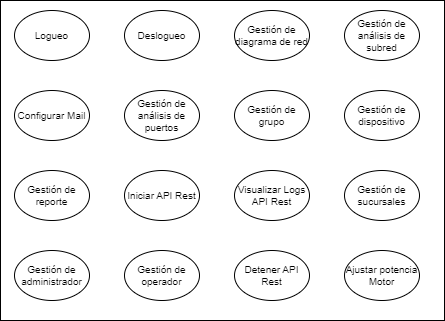 Logueo
Deslogueo
Gestión de
diagrama de red
Gestión de
análisis de
subred
Configurar Mail
Gestión de
análisis de
puertos
Gestión de
grupo
Gestión de
dispositivo
Gestión de
reporte
Iniciar API Rest
Visualizar Logs
API Rest
Gestión de
sucursales
Gestión de
administrador
Gestión de
operador
Detener API
Rest
Ajustar potencia
Motor